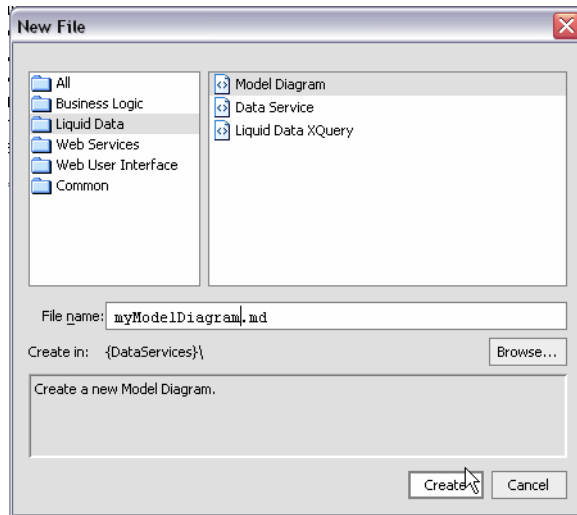 New File
All
Business Logic
Liquid Data
Web Services
Web User Interface
Common
Model Diagram
Data Service
Liquid Data XQuery
File name: myModelDiagram.md
Create in: {DataServices}\
Browse...
Create a new Model Diagram.
Create
Cancel